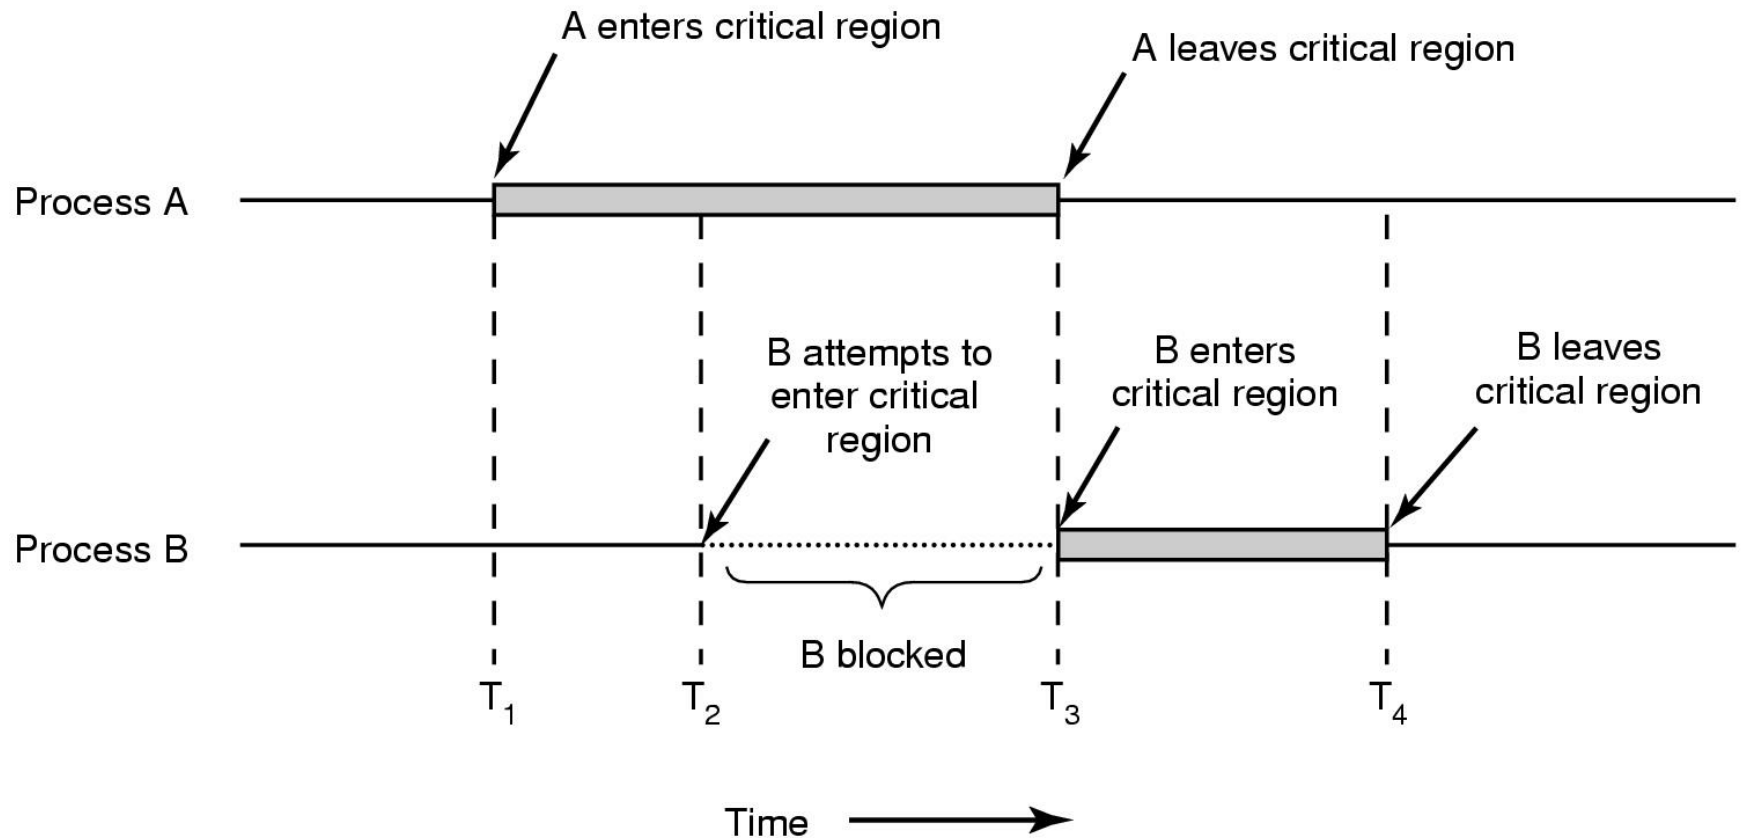 A enters critical region
A leaves critical region
Process A
B attempts to
enter critical
region
B enters
critical region
B leaves
critical region
Process B
B blocked
T1
T2
T3
T4
Time